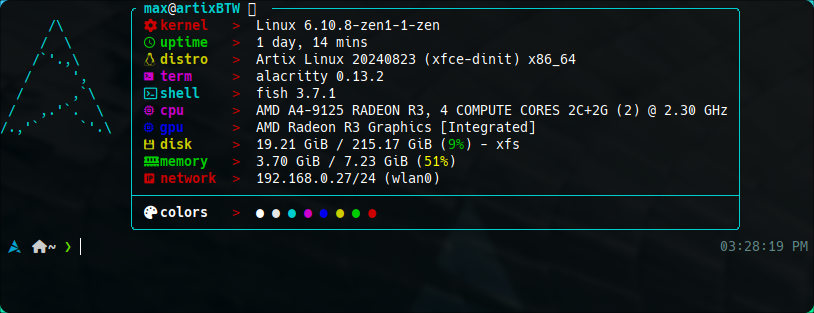 max@artixBTW
kernel > Linux 6.10.8-zen1-1-zen
uptime > 1 day, 14 mins
distro > Artix Linux 20240823 (xfce-dinit) x86_64
term > alacritty 0.13.2
shell > fish 3.7.1
cpu > AMD A4-9125 RADEON R3, 4 COMPUTE CORES 2C+2G (2) @ 2.30 GHz
gpu > AMD Radeon R3 Graphics [Integrated]
disk > 19.21 GiB / 215.17 GiB (9%) - xfs
memory > 3.70 GiB / 7.23 GiB (51%)
network > 192.168.0.27/24 (wlan0)
colors >
~ ❯ 03:28:19 PM